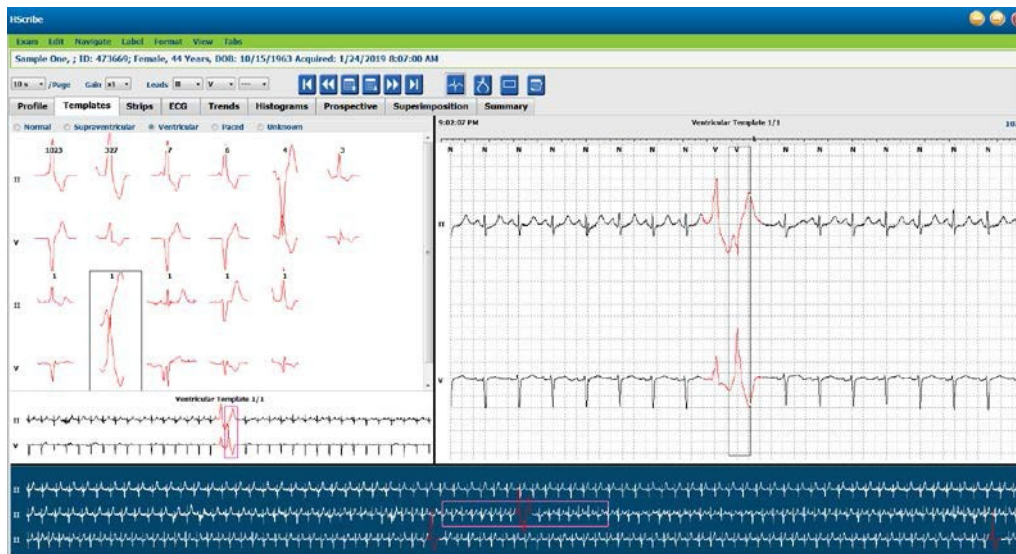 HScribe
Exam Edit Navigate Label Format View Tabs
Sample One, ; ID: 473669; Female, 44 Years, DOB: 10/15/1963 Acquired: 1/24/2019 8:07:00 AM
10 s /Page Gain x1 Leads II V ---
Profile Templates Strips ECG Trends Histograms Prospective Superimposition Summary
Normal Supraventricular Ventricular Paced Unknown
1023 327 7 6 4 3
II
V
1 1 1 1 1
II
V
Ventricular Template 1/1
II
V
9:02:07 PM Ventricular Template 1/1
N N N N N N N N V V N N N N N N N
II
V
II
II
II